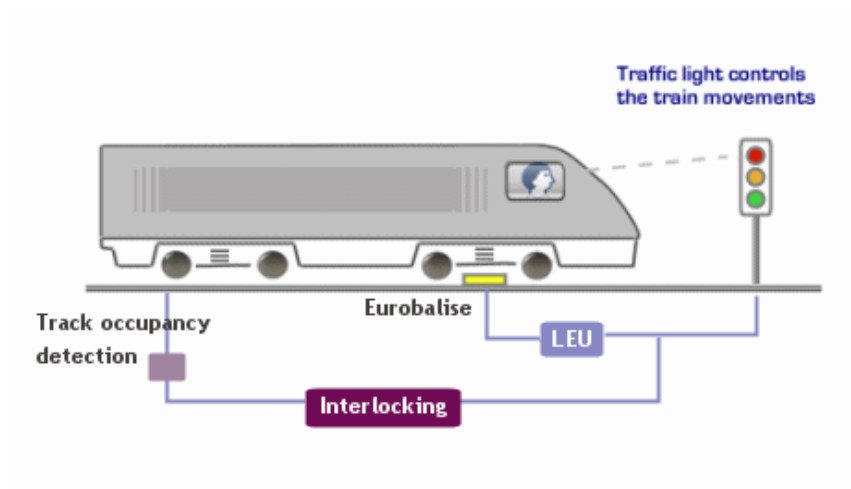 Traffic light controls
the train movements
Eurobalise
Track occupancy
detection
LEU
Interlocking